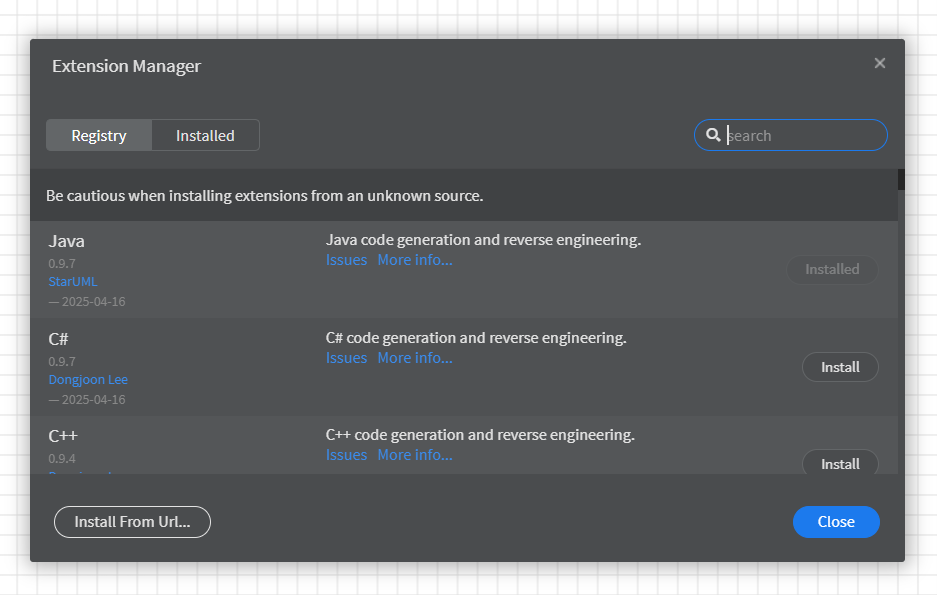 Extension Manager
Registry Installed
search
Be cautious when installing extensions from an unknown source.
Java
0.9.7
StarUML
— 2025-04-16
Java code generation and reverse engineering.
Issues More info...
Installed
C#
0.9.7
Dongjoon Lee
— 2025-04-16
C# code generation and reverse engineering.
Issues More info...
Install
C++
0.9.4
C++ code generation and reverse engineering.
Issues More info...
Install
Install From Url...
Close